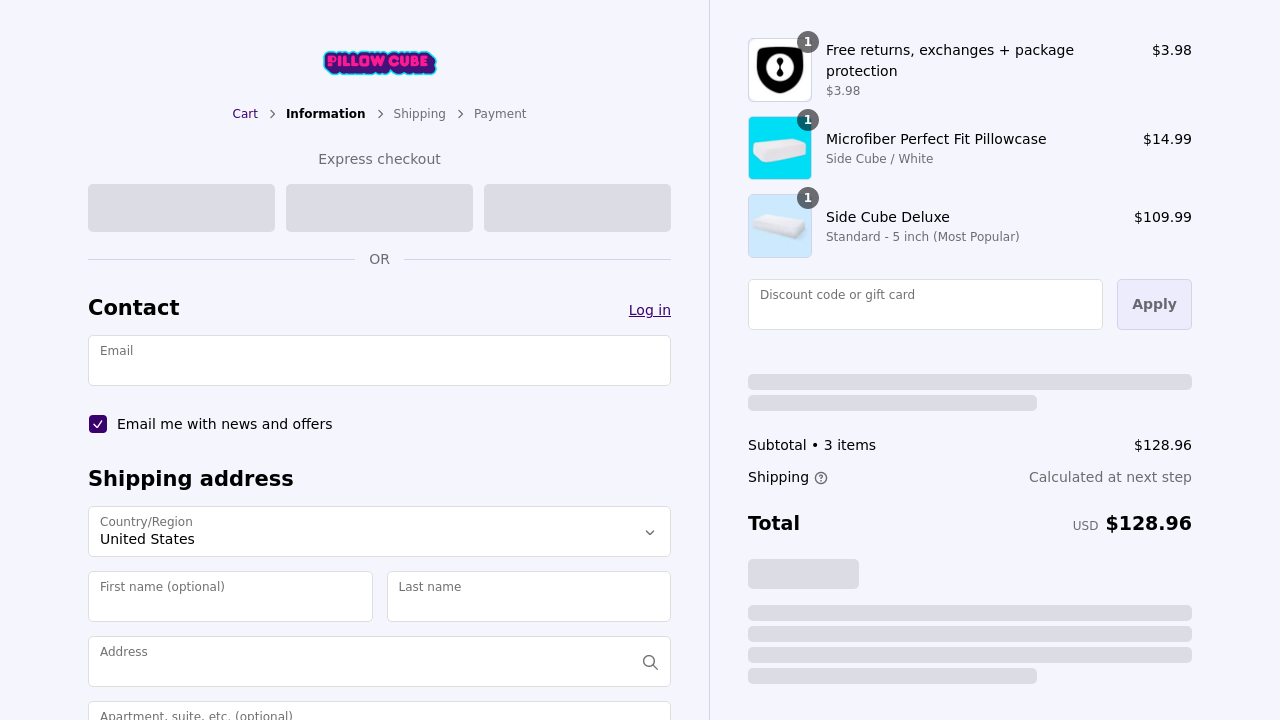 PILLOW CUBE
Cart
Information
Shipping
Payment
Express checkout
OR
Contact
Log in
Email
Email me with news and offers
Shipping address
Country/Region
United States
First name (optional)
Last name
Address
Apartment, suite, etc. (optional)
1
Free returns, exchanges + package
protection
$3.98
$3.98
1
Microfiber Perfect Fit Pillowcase
Side Cube / White
$14.99
1
Side Cube Deluxe
Standard - 5 inch (Most Popular)
$109.99
Discount code or gift card
Apply
Subtotal • 3 items
$128.96
Shipping
Calculated at next step
Total
USD $128.96